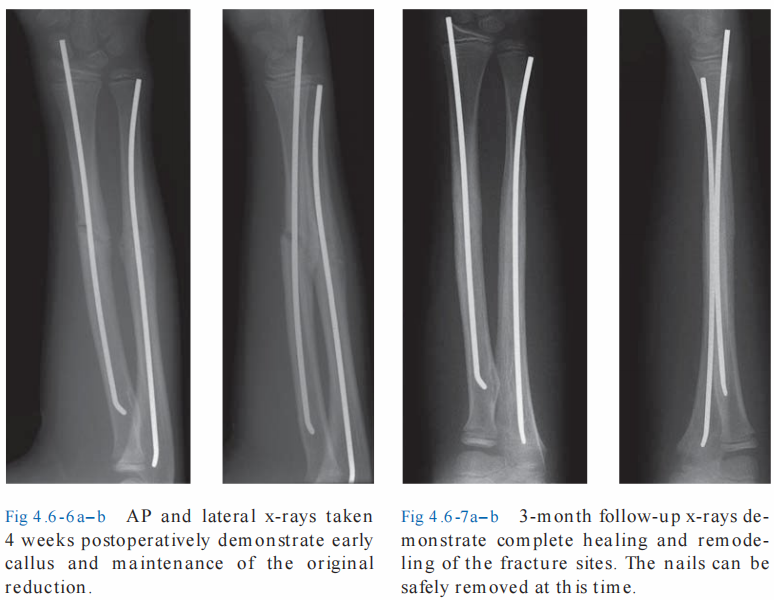 Fig 4.6-6a–b AP and lateral x-rays taken
4 weeks postoperatively demonstrate early
callus and maintenance of the original
reduction.
Fig 4.6-7a–b 3-month follow-up x-rays de-
monstrate complete healing and remode-
ling of the fracture sites. The nails can be
safely removed at this time.